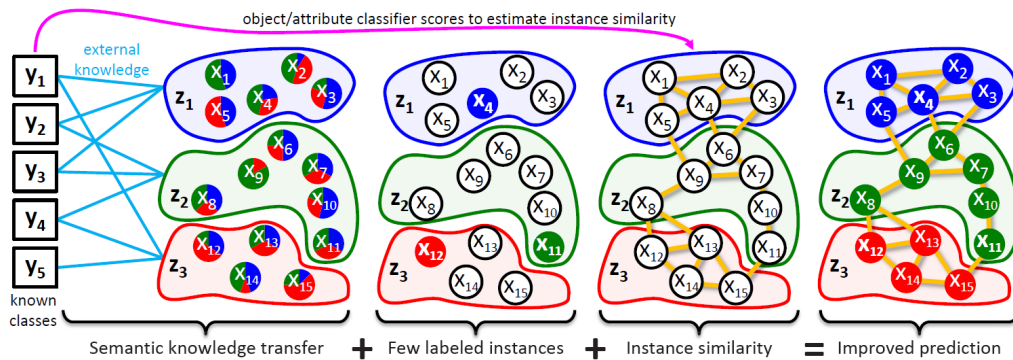 object/attribute classifier scores to estimate instance similarity
external
knowledge
y1
y2
y3
y4
y5
known
classes
z1
x1
x2
x3
x4
x5
z2
x6
x7
x8
x9
x10
x11
z3
x12
x13
x14
x15
Semantic knowledge transfer
+
z1
x1
x2
x3
x4
x5
z2
x6
x7
x8
x9
x10
x11
z3
x12
x13
x14
x15
Few labeled instances
+
z1
x1
x2
x3
x4
x5
z2
x6
x7
x8
x9
x10
x11
z3
x12
x13
x14
x15
Instance similarity
=
z1
x1
x2
x3
x4
x5
z2
x6
x7
x8
x9
x10
x11
z3
x12
x13
x14
x15
Improved prediction